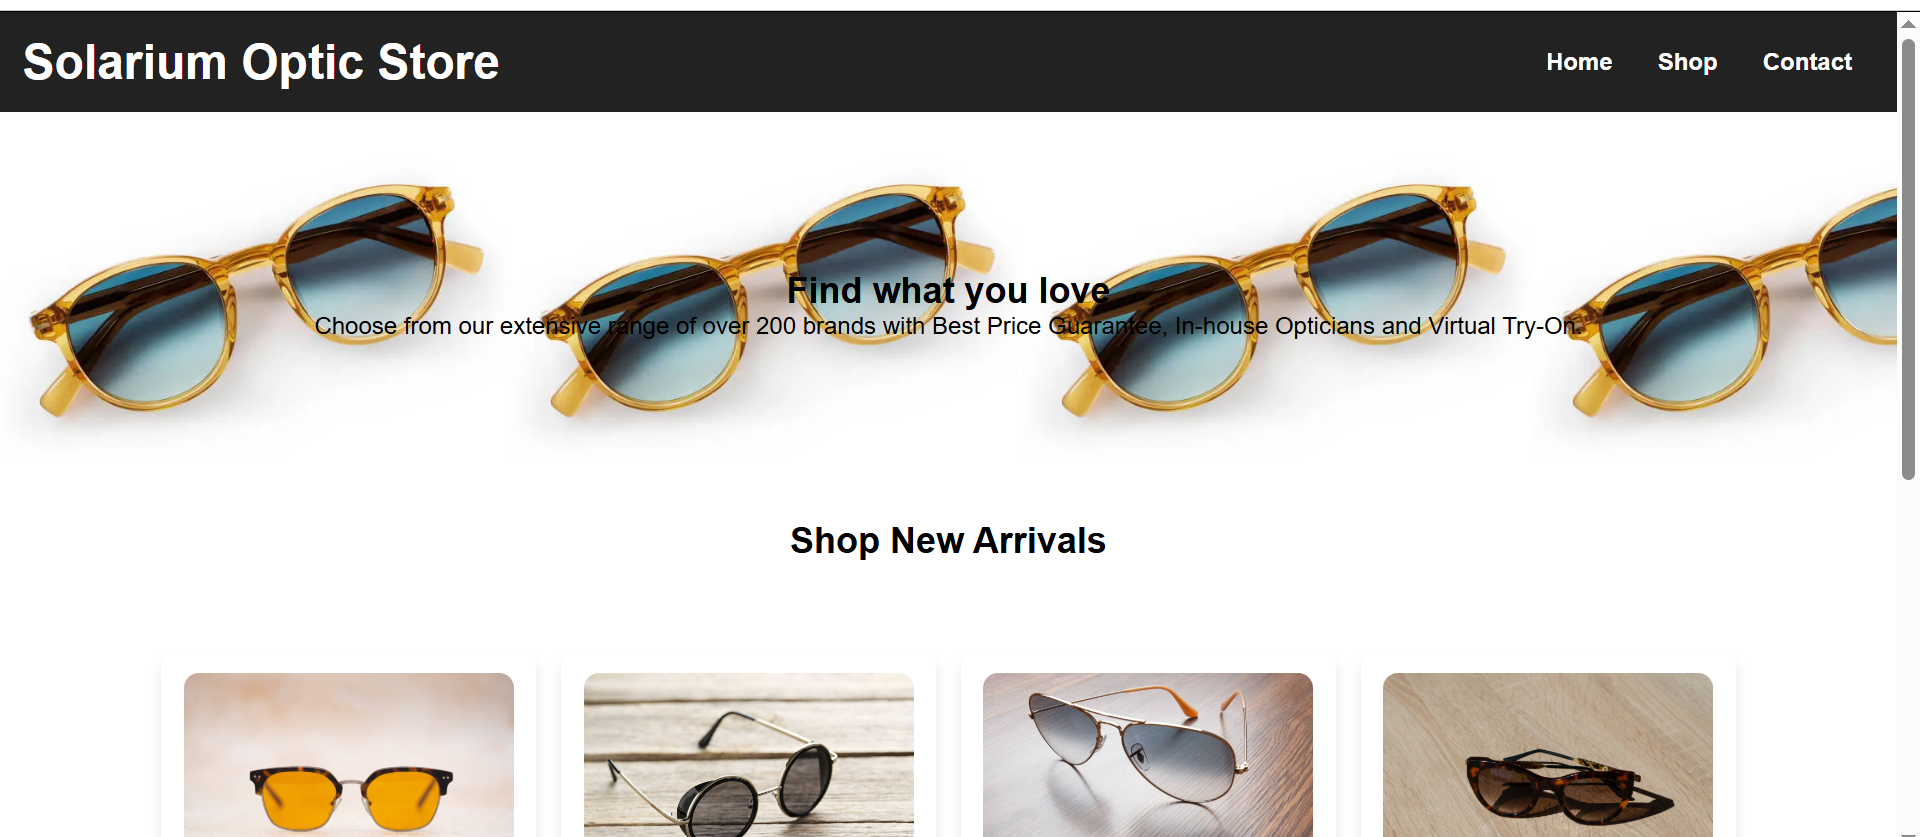 Solarium Optic Store
Home Shop Contact
Find what you love
Choose from our extensive range of over 200 brands with Best Price Guarantee, In-house Opticians and Virtual Try-On.
Shop New Arrivals